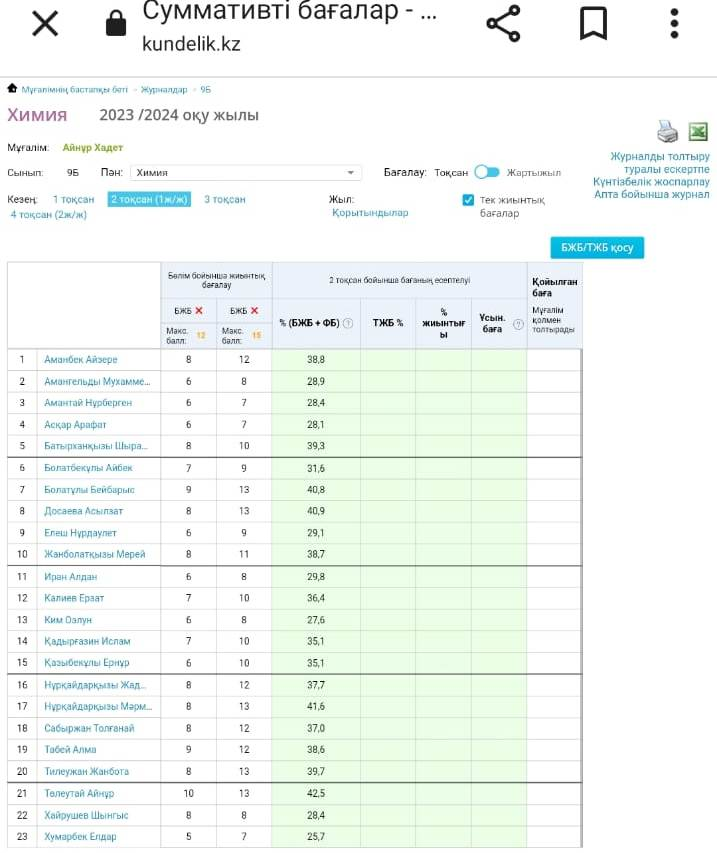 Суммативті бағалар - ...
kundelik.kz
Мұғалімнің бастапқы беті - Журналдар - 9Б
Химия 2023 /2024 оқу жылы
Мұғалім: Айнұр Хадет
Журналды толтыру туралы ескертпе
Күнтізбелік жоспарлау
Апта бойынша журнал
Сынып: 9Б Пән: Химия Бағалау: Тоқсан Жартыжыл
Кезең: 1 тоқсан 2 тоқсан (1ж/ж) 3 тоқсан
4 тоқсан (2ж/ж)
Жыл:
Қорытындылар
Тек жиынтық бағалар
БЖБ/ТЖБ қосу
Бөлім бойынша жиынтық бағалау 2 тоқсан бойынша бағаның есептелуі Қойылған баға
БЖБ БЖБ % (БЖБ + ФБ) ? ТЖБ % % жиынтығы Ұсын. баға ? Мұғалім қолмен толтырады
Макс. балл: 12 Макс. балл: 15
1 Аманбек Айзере 8 12 38,8
2 Амангельды Мухамме... 6 8 28,9
3 Амантай Нұрберген 6 7 28,4
4 Асқар Арафат 6 7 28,1
5 Батырханқызы Шыра... 8 10 39,3
6 Болатбекұлы Айбек 7 9 31,6
7 Болатұлы Бейбарыс 9 13 40,8
8 Досаева Асылзат 8 13 40,9
9 Елеш Нұрдаулет 6 9 29,1
10 Жанболатқызы Мерей 8 11 38,7
11 Иран Алдан 6 8 29,8
12 Калиев Ерзат 7 10 36,4
13 Ким Оэлун 6 8 27,6
14 Қадырғазин Ислам 7 10 35,1
15 Қазыбекұлы Ернұр 6 10 35,1
16 Нұрқайдарқызы Жад... 8 12 37,7
17 Нұрқайдарқызы Мәрм... 8 13 41,6
18 Сабыржан Толғанай 8 12 37,0
19 Табей Алма 9 12 38,6
20 Тилеужан Жанбота 8 13 39,7
21 Төлеутай Айнұр 10 13 42,5
22 Хайрушев Шынғыс 8 8 28,4
23 Хумарбек Елдар 5 7 25,7